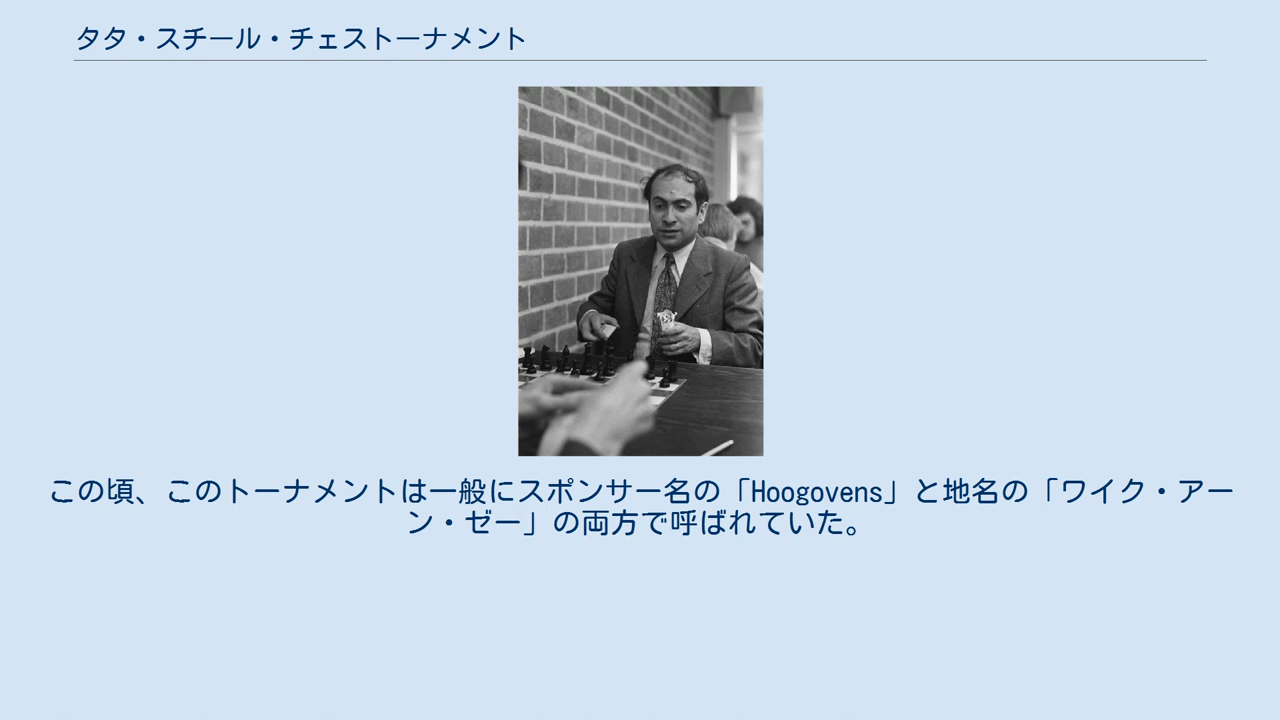 タタ・スチール・チェストーナメント
この頃、このトーナメントは一般にスポンサー名の「Hoogovens」と地名の「ワイク・アー
ン・ゼー」の両方で呼ばれていた。